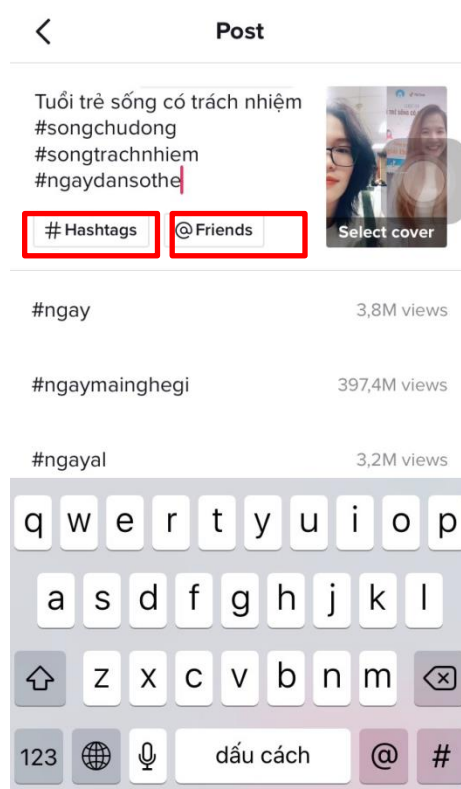 Post
Tuổi trẻ sống có trách nhiệm
#songchudong
#songtrachnhiem
#ngaydansothe
# Hashtags
@ Friends
Select cover
#ngay 3,8M views
#ngaymainghegi 397,4M views
#ngayal 3,2M views
q w e r t y u i o p
a s d f g h j k l
z x c v b n m
123 dấu cách @ #